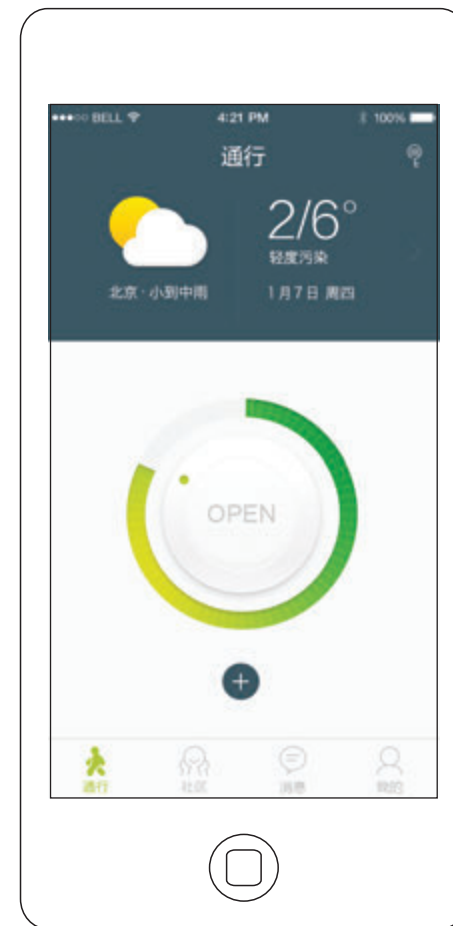 BELL 4:21 PM 100%
通行
2/6°
轻度污染
北京·小到中雨 1月7日 周四
OPEN
+
通行 社区 消息 我的